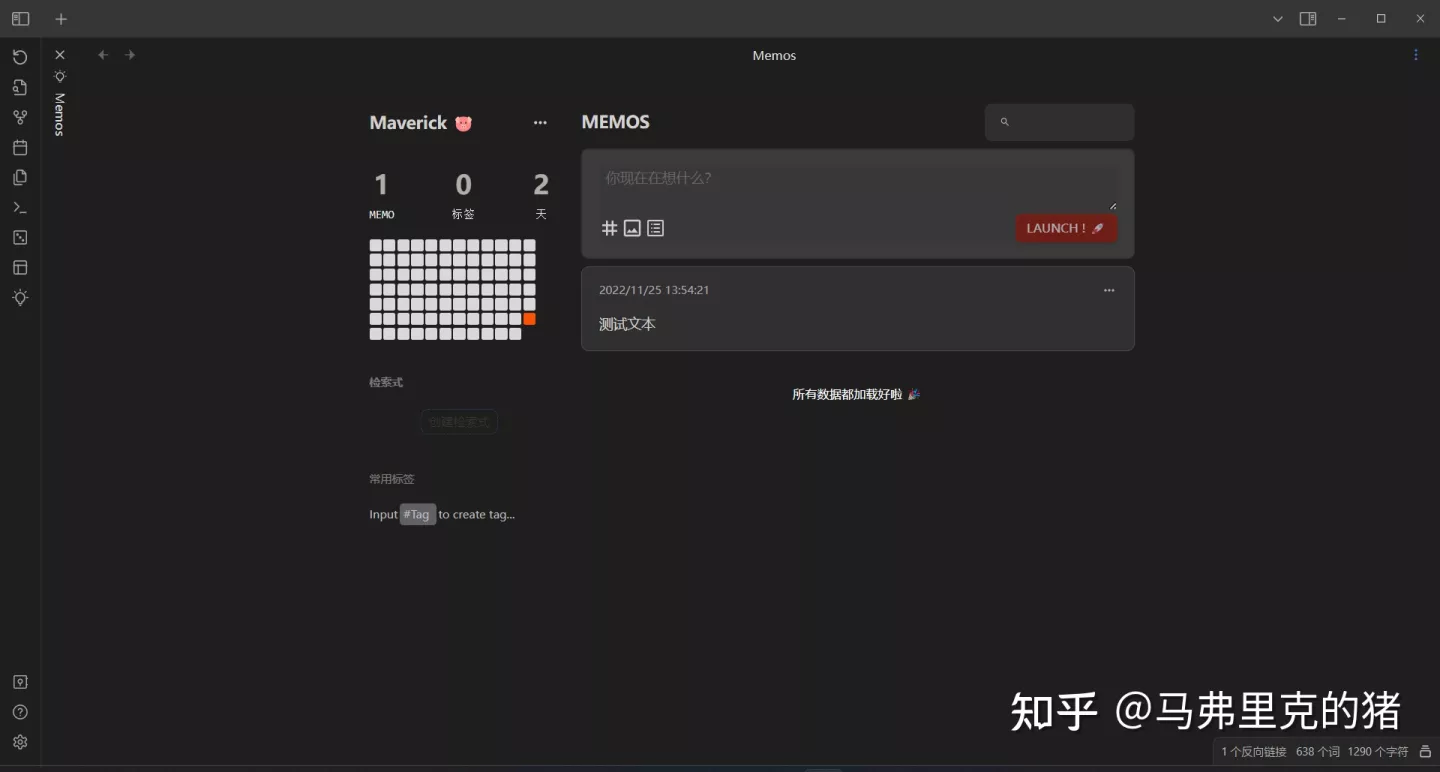 Memos
Memos
Maverick
1
0
2
MEMO
标签
天
检索式
创建检索式
常用标签
Input #Tag to create tag...
MEMOS
你现在在想什么?
LAUNCH !
2022/11/25 13:54:21
测试文本
所有数据都加载好啦
知乎 @马弗里克的猪
1 个反向链接 638 个词 1290 个字符